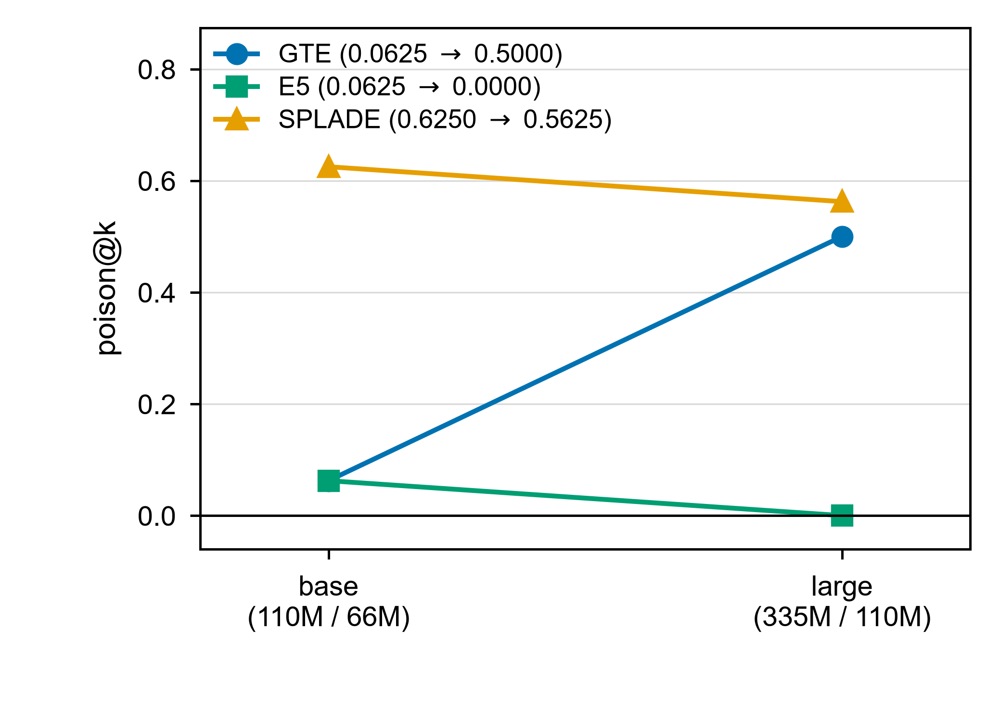 GTE (0.0625 → 0.5000)
E5 (0.0625 → 0.0000)
SPLADE (0.6250 → 0.5625)
poison@k
0.8
0.6
0.4
0.2
0.0
base
(110M / 66M)
large
(335M / 110M)